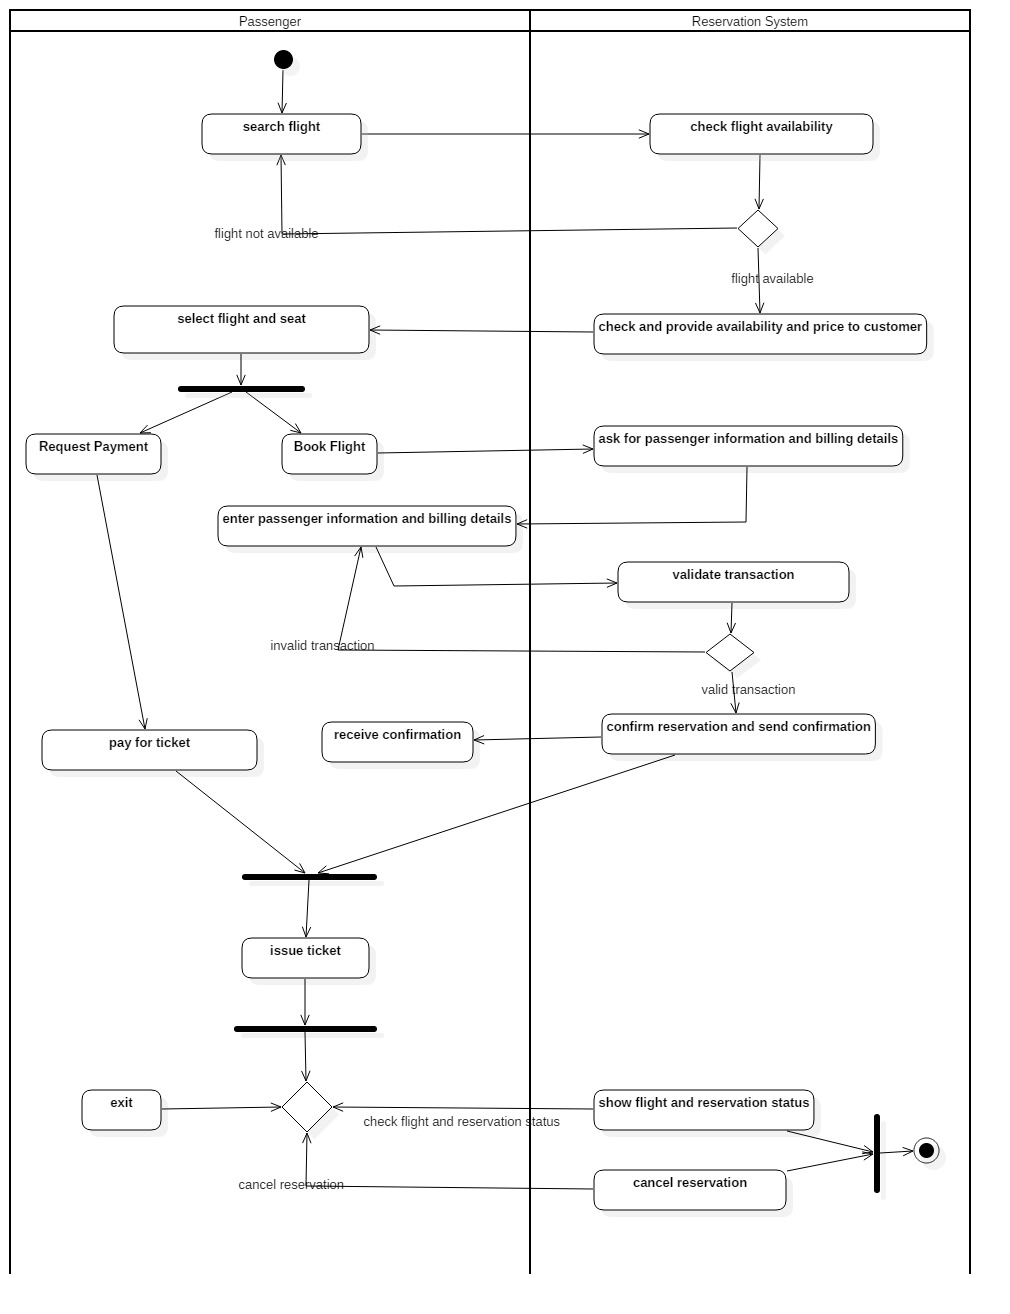 Passenger
Reservation System
search flight
check flight availability
flight not available
flight available
select flight and seat
check and provide availability and price to customer
Request Payment
Book Flight
ask for passenger information and billing details
enter passenger information and billing details
validate transaction
invalid transaction
valid transaction
pay for ticket
receive confirmation
confirm reservation and send confirmation
issue ticket
exit
show flight and reservation status
check flight and reservation status
cancel reservation
cancel reservation